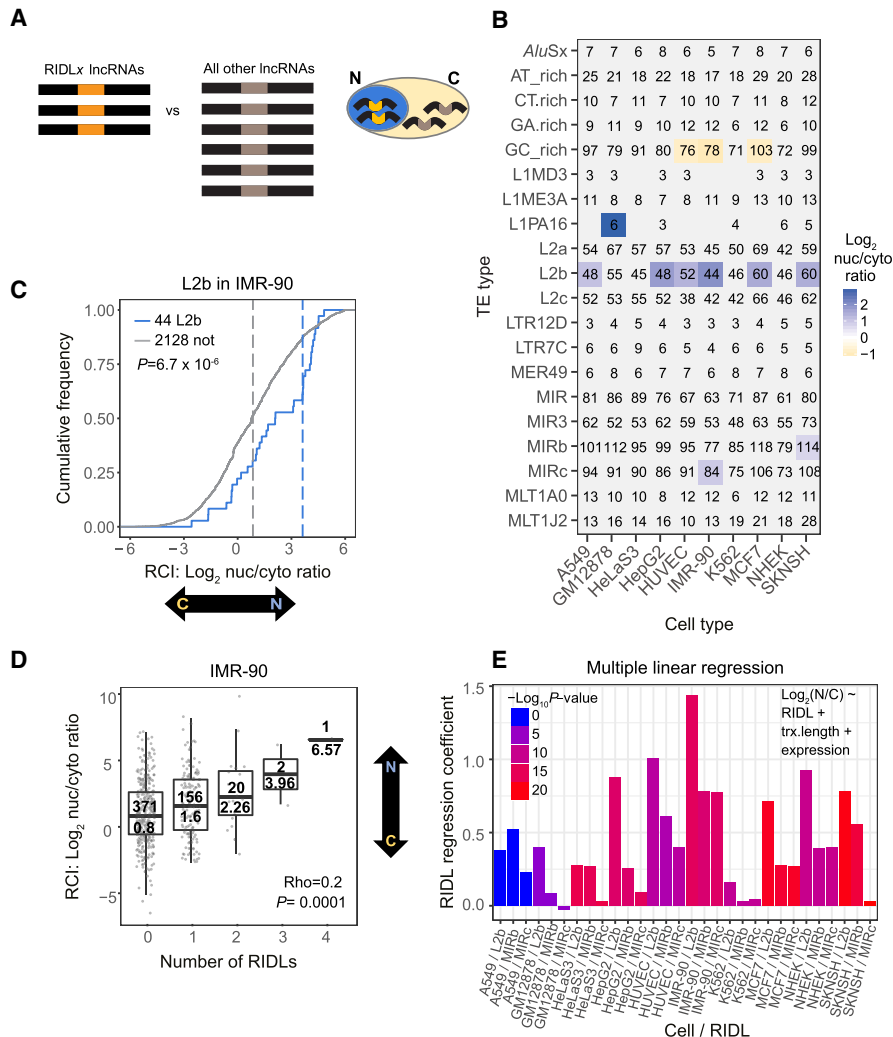 A
RIDLx lncRNAs
vs
All other lncRNAs
N
C
B
AluSx 7 7 6 8 6 5 7 8 7 6
AT_rich 25 21 18 22 18 17 18 29 20 28
CT.rich 10 7 11 7 10 10 7 11 8 12
GA.rich 9 11 9 10 12 12 6 12 6 10
GC_rich 97 79 91 80 76 78 71 103 72 99
L1MD3 3 3 3 3 3 3 3
L1ME3A 11 8 8 7 8 11 9 13 10 13
L1PA16 6 3 4 6 5
L2a 54 67 57 57 53 45 50 69 42 59
L2b 48 55 45 48 52 44 46 60 46 60
L2c 52 53 55 52 38 42 42 66 46 62
LTR12D 3 4 5 4 3 3 3 4 5 5
LTR7C 6 6 9 6 5 4 6 6 5 5
MER49 6 8 6 7 7 6 8 7 8 6
MIR 81 86 89 76 67 63 71 87 61 80
MIR3 62 52 53 62 59 53 48 63 55 73
MIRb 101 112 95 99 95 77 85 118 79 114
MIRc 94 91 90 86 91 84 75 106 73 108
MLT1A0 13 10 10 8 12 12 6 12 12 11
MLT1J2 13 16 14 16 10 13 19 21 18 28
TE type
A549 GM12878 HeLaS3 HepG2 HUVEC IMR-90 K562 MCF7 NHEK SKNSH
Cell type
Log2
nuc/cyto
ratio
2
1
0
−1
C
L2b in IMR-90
44 L2b
2128 not
P=6.7 x 10-6
Cumulative frequency
1.00
0.75
0.50
0.25
0.00
−6 −3 0 3 6
RCI: Log2 nuc/cyto ratio
C N
D
IMR-90
RCI: Log2 nuc/cyto ratio
10
5
0
−5
371
0.8
156
1.6
20
2.26
2
3.96
1
6.57
Rho=0.2
P= 0.0001
0 1 2 3 4
Number of RIDLs
N
C
E
Multiple linear regression
−Log10P−value
0
5
10
15
20
Log2(N/C) ~
RIDL +
trx.length +
expression
RIDL regression coefficient
1.5
1.0
0.5
0.0
A549 / L2b
A549 / MIRb
A549 / MIRc
GM12878 / L2b
GM12878 / MIRb
GM12878 / MIRc
HeLaS3 / L2b
HeLaS3 / MIRb
HeLaS3 / MIRc
HepG2 / L2b
HepG2 / MIRb
HepG2 / MIRc
HUVEC / L2b
HUVEC / MIRb
HUVEC / MIRc
IMR-90 / L2b
IMR-90 / MIRb
IMR-90 / MIRc
K562 / L2b
K562 / MIRb
K562 / MIRc
MCF7 / L2b
MCF7 / MIRb
MCF7 / MIRc
NHEK / L2b
NHEK / MIRb
NHEK / MIRc
SKNSH / L2b
SKNSH / MIRb
SKNSH / MIRc
Cell / RIDL